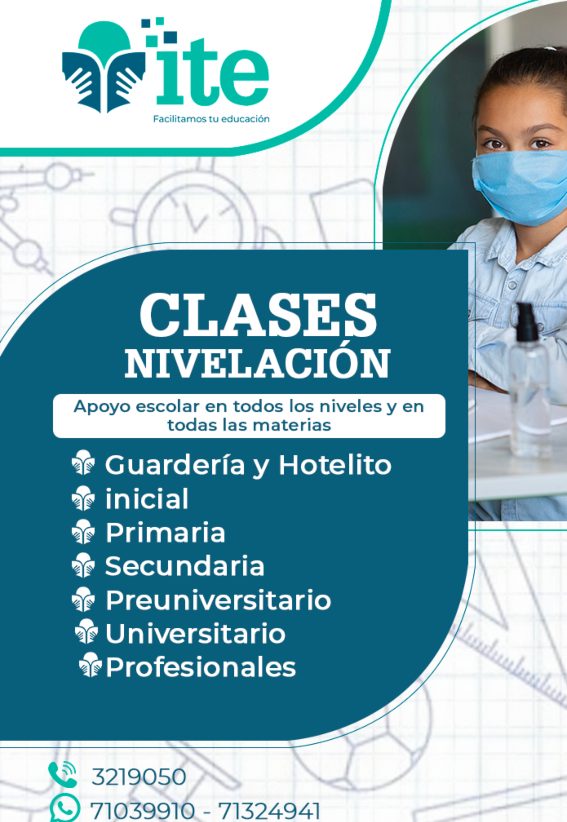 ite
Facilitamos tu educación
CLASES
NIVELACIÓN
Apoyo escolar en todos los niveles y en
todas las materias
Guardería y Hotelito
inicial
Primaria
Secundaria
Preuniversitario
Universitario
Profesionales
3219050
71039910 - 71324941